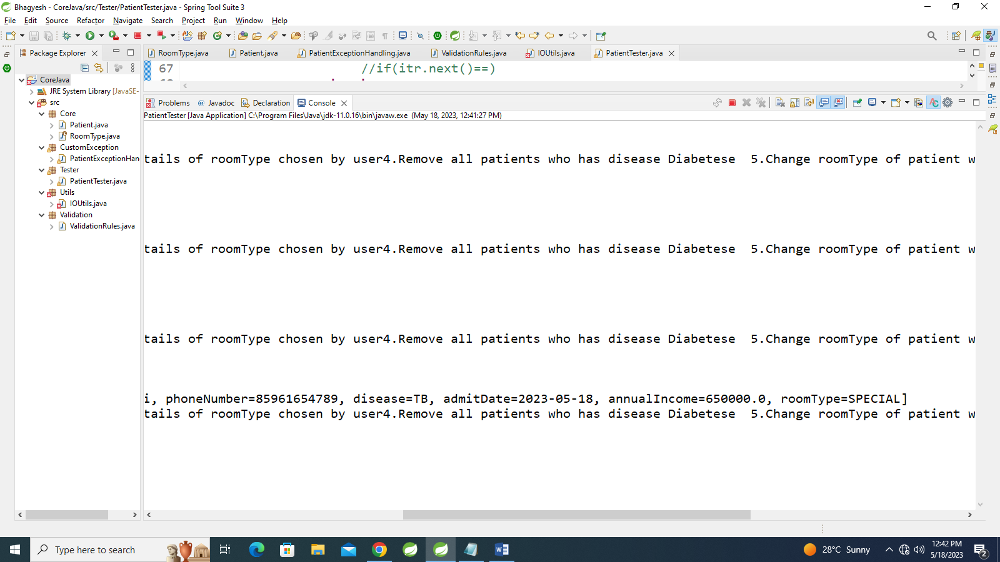 Bhagyesh - CoreJava/src/Tester/PatientTester.java - Spring Tool Suite 3
File Edit Source Refactor Navigate Search Project Run Window Help
Package Explorer
RoomType.java Patient.java PatientExceptionHandling.java ValidationRules.java IOUtils.java PatientTester.java
67 //if(itr.next()==)
CoreJava
JRE System Library [JavaSE-
src
Core
Patient.java
RoomType.java
CustomException
PatientExceptionHan
Tester
PatientTester.java
Utils
IOUtils.java
Validation
ValidationRules.java
Problems @ Javadoc Declaration Console
PatientTester [Java Application] C:\Program Files\Java\jdk-11.0.16\bin\javaw.exe (May 18, 2023, 12:41:27 PM)
tails of roomType chosen by user4.Remove all patients who has disease Diabetese  5.Change roomType of patient w
tails of roomType chosen by user4.Remove all patients who has disease Diabetese  5.Change roomType of patient w
tails of roomType chosen by user4.Remove all patients who has disease Diabetese  5.Change roomType of patient w
i, phoneNumber=85961654789, disease=TB, admitDate=2023-05-18, annualIncome=650000.0, roomType=SPECIAL]
tails of roomType chosen by user4.Remove all patients who has disease Diabetese  5.Change roomType of patient w
Type here to search
28°C Sunny
12:42 PM
5/18/2023
2